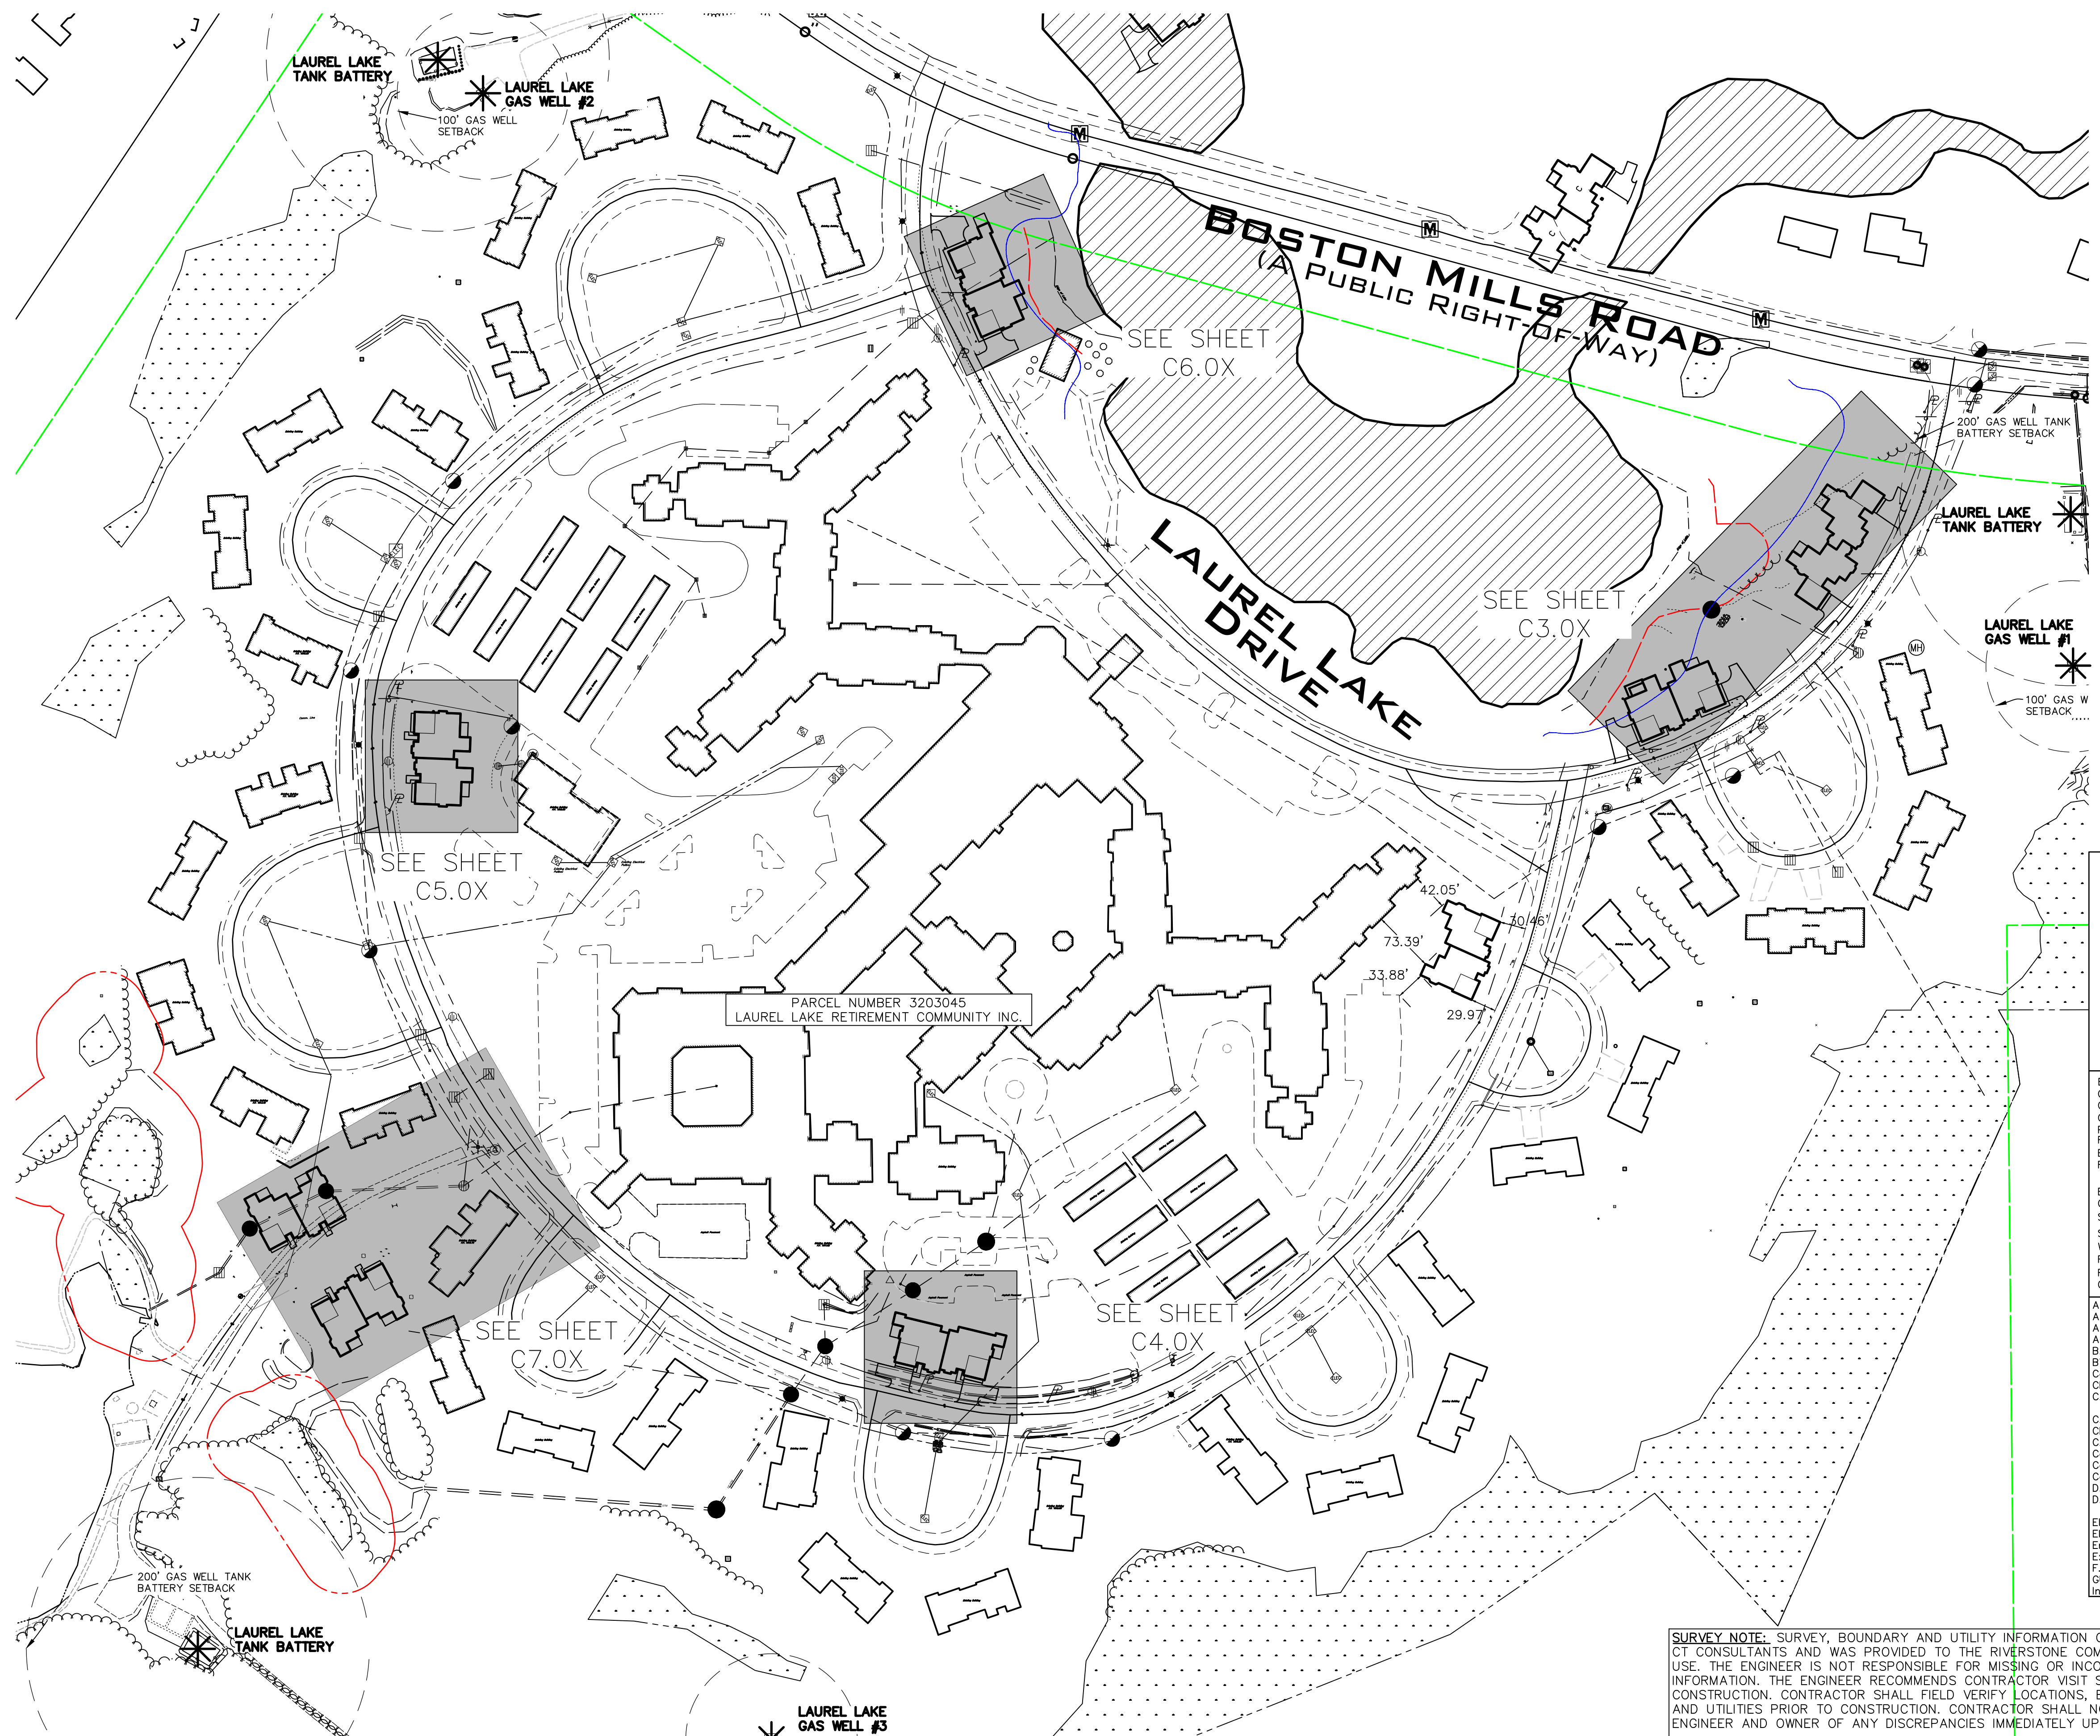 LAUREL LAKE
TANK BATTERY
LAUREL LAKE
GAS WELL #2
100' GAS WELL
SETBACK
M
M
M
BOSTON MILLS ROAD
(A PUBLIC RIGHT-OF-WAY)
SEE SHEET
C6.0X
200' GAS WELL TANK
BATTERY SETBACK
LAUREL LAKE
TANK BATTERY
LAUREL LAKE
DRIVE
SEE SHEET
C3.0X
LAUREL LAKE
GAS WELL #1
MH
100' GAS W
SETBACK
SEE SHEET
C5.0X
42.05'
30.46'
73.39'
33.88'
29.97'
PARCEL NUMBER 3203045
LAUREL LAKE RETIREMENT COMMUNITY INC.
SEE SHEET
C7.0X
SEE SHEET
C4.0X
200' GAS WELL TANK
BATTERY SETBACK
LAUREL LAKE
TANK BATTERY
LAUREL LAKE
GAS WELL #3
SURVEY NOTE: SURVEY, BOUNDARY AND UTILITY INFORMATION
CT CONSULTANTS AND WAS PROVIDED TO THE RIVERSTONE COM
USE. THE ENGINEER IS NOT RESPONSIBLE FOR MISSING OR INCO
INFORMATION. THE ENGINEER RECOMMENDS CONTRACTOR VISIT S
CONSTRUCTION. CONTRACTOR SHALL FIELD VERIFY LOCATIONS, E
AND UTILITIES PRIOR TO CONSTRUCTION. CONTRACTOR SHALL N
ENGINEER AND OWNER OF ANY DISCREPANCIES IMMEDIATELY UP